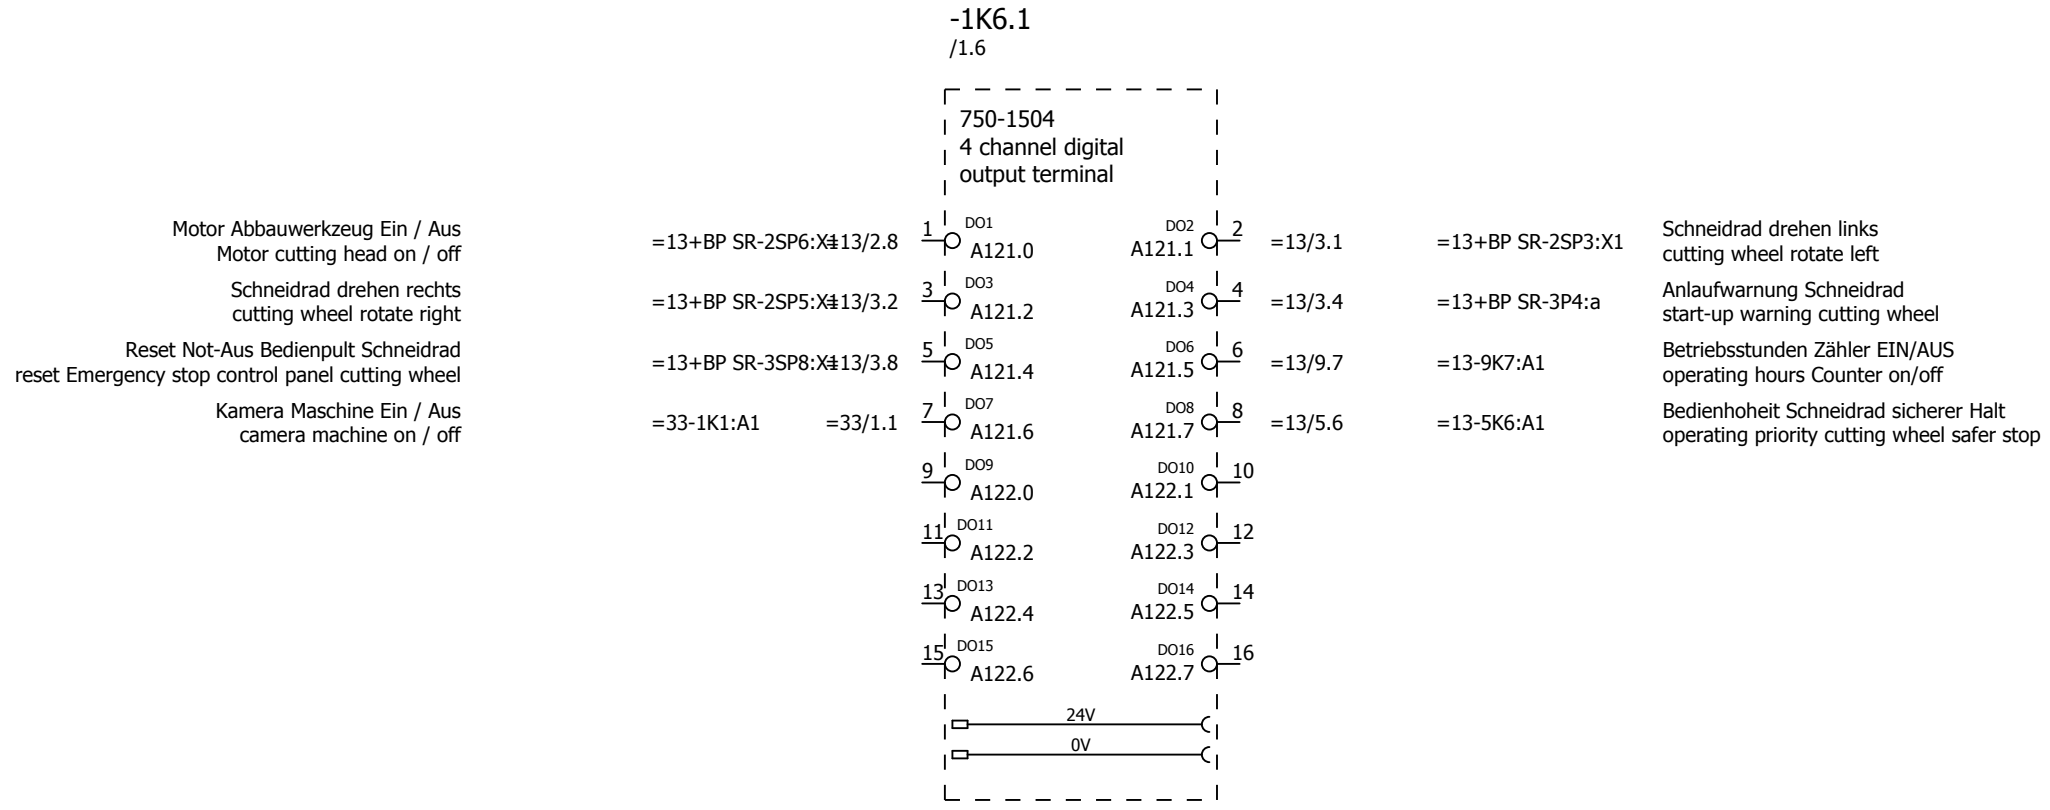 -1K6.1
/1.6
750-1504
4 channel digital
output terminal
Motor Abbauwerkzeug Ein / Aus
Motor cutting head on / off
=13+BP SR-2SP6:X1 =13/2.8 1 DO1 A121.0
DO2 A121.1 2 =13/3.1 =13+BP SR-2SP3:X1
Schneidrad drehen links
cutting wheel rotate left
Schneidrad drehen rechts
cutting wheel rotate right
=13+BP SR-2SP5:X1 =13/3.2 3 DO3 A121.2
DO4 A121.3 4 =13/3.4 =13+BP SR-3P4:a
Anlaufwarnung Schneidrad
start-up warning cutting wheel
Reset Not-Aus Bedienpult Schneidrad
reset Emergency stop control panel cutting wheel
=13+BP SR-3SP8:X1 =13/3.8 5 DO5 A121.4
DO6 A121.5 6 =13/9.7 =13-9K7:A1
Betriebsstunden Zähler EIN/AUS
operating hours Counter on/off
Kamera Maschine Ein / Aus
camera machine on / off
=33-1K1:A1 =33/1.1 7 DO7 A121.6
DO8 A121.7 8 =13/5.6 =13-5K6:A1
Bedienhoheit Schneidrad sicherer Halt
operating priority cutting wheel safer stop
9 DO9 A122.0 DO10 A122.1 10
11 DO11 A122.2 DO12 A122.3 12
13 DO13 A122.4 DO14 A122.5 14
15 DO15 A122.6 DO16 A122.7 16
24V
0V